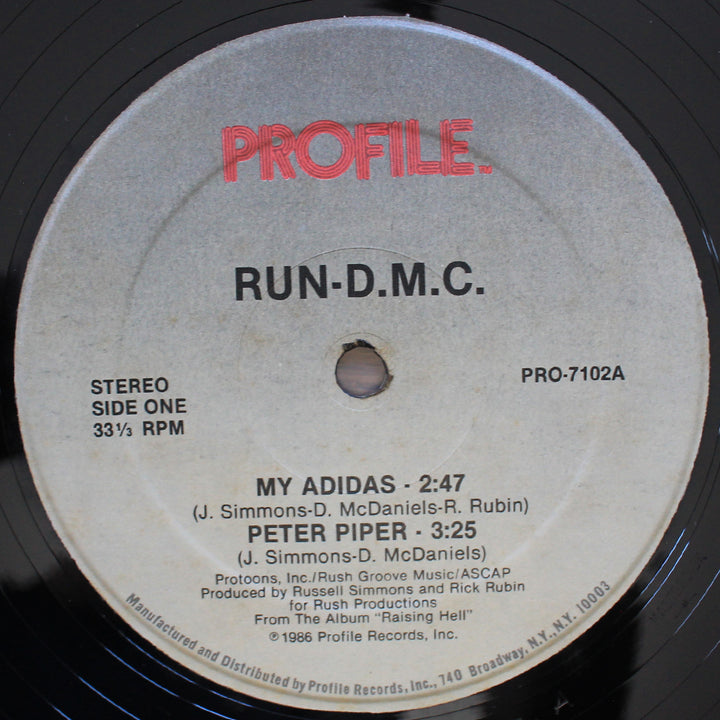 PROFILE™
RUN-D.M.C.
STEREO
SIDE ONE
33⅓ RPM
PRO-7102A
MY ADIDAS - 2:47
(J. Simmons-D. McDaniels-R. Rubin)
PETER PIPER - 3:25
(J. Simmons-D. McDaniels)
Protoons, Inc./Rush Groove Music/ASCAP
Produced by Russell Simmons and Rick Rubin
for Rush Productions
From The Album "Raising Hell"
℗ 1986 Profile Records, Inc.
Manufactured and Distributed by Profile Records, Inc., 740 Broadway, N.Y., N.Y. 10003